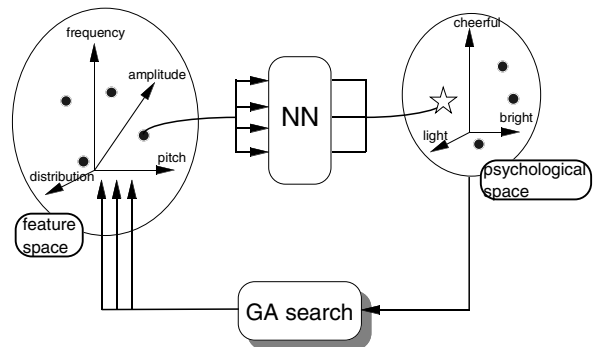 frequency
amplitude
distribution
pitch
feature
space
NN
cheerful
bright
light
psychological
space
GA search